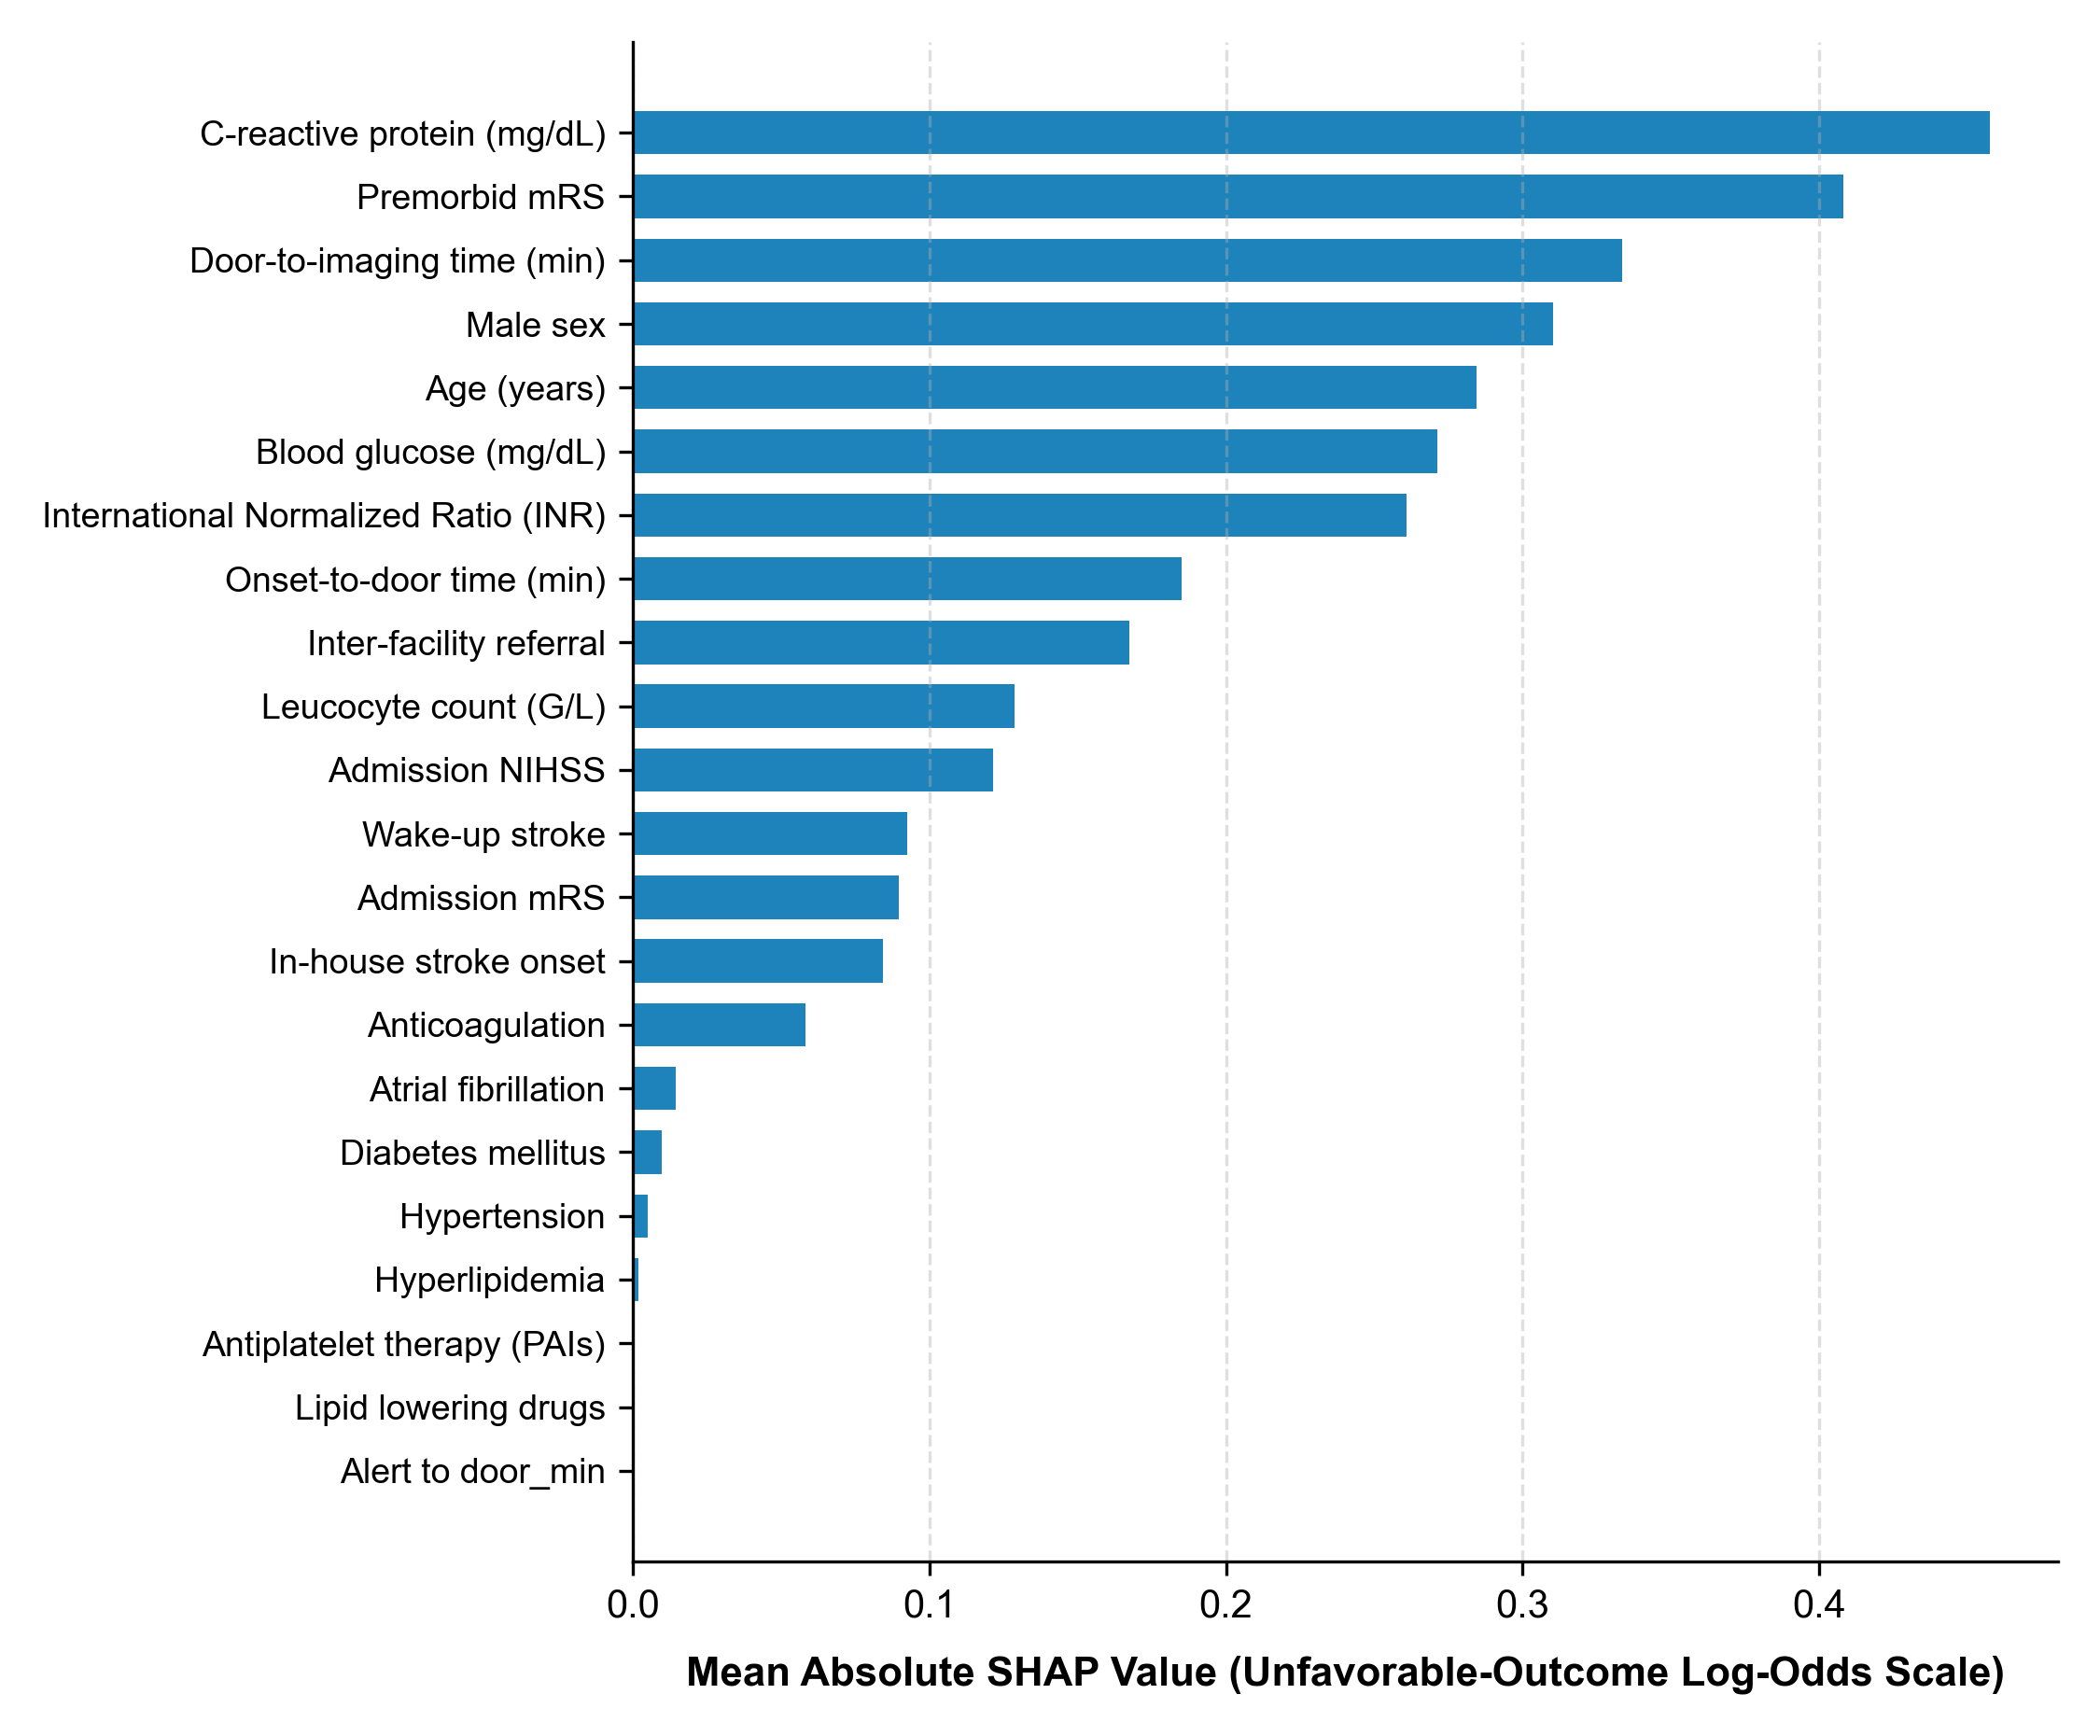 C-reactive protein (mg/dL)
Premorbid mRS
Door-to-imaging time (min)
Male sex
Age (years)
Blood glucose (mg/dL)
International Normalized Ratio (INR)
Onset-to-door time (min)
Inter-facility referral
Leucocyte count (G/L)
Admission NIHSS
Wake-up stroke
Admission mRS
In-house stroke onset
Anticoagulation
Atrial fibrillation
Diabetes mellitus
Hypertension
Hyperlipidemia
Antiplatelet therapy (PAIs)
Lipid lowering drugs
Alert to door_min
0.0 0.1 0.2 0.3 0.4
Mean Absolute SHAP Value (Unfavorable-Outcome Log-Odds Scale)